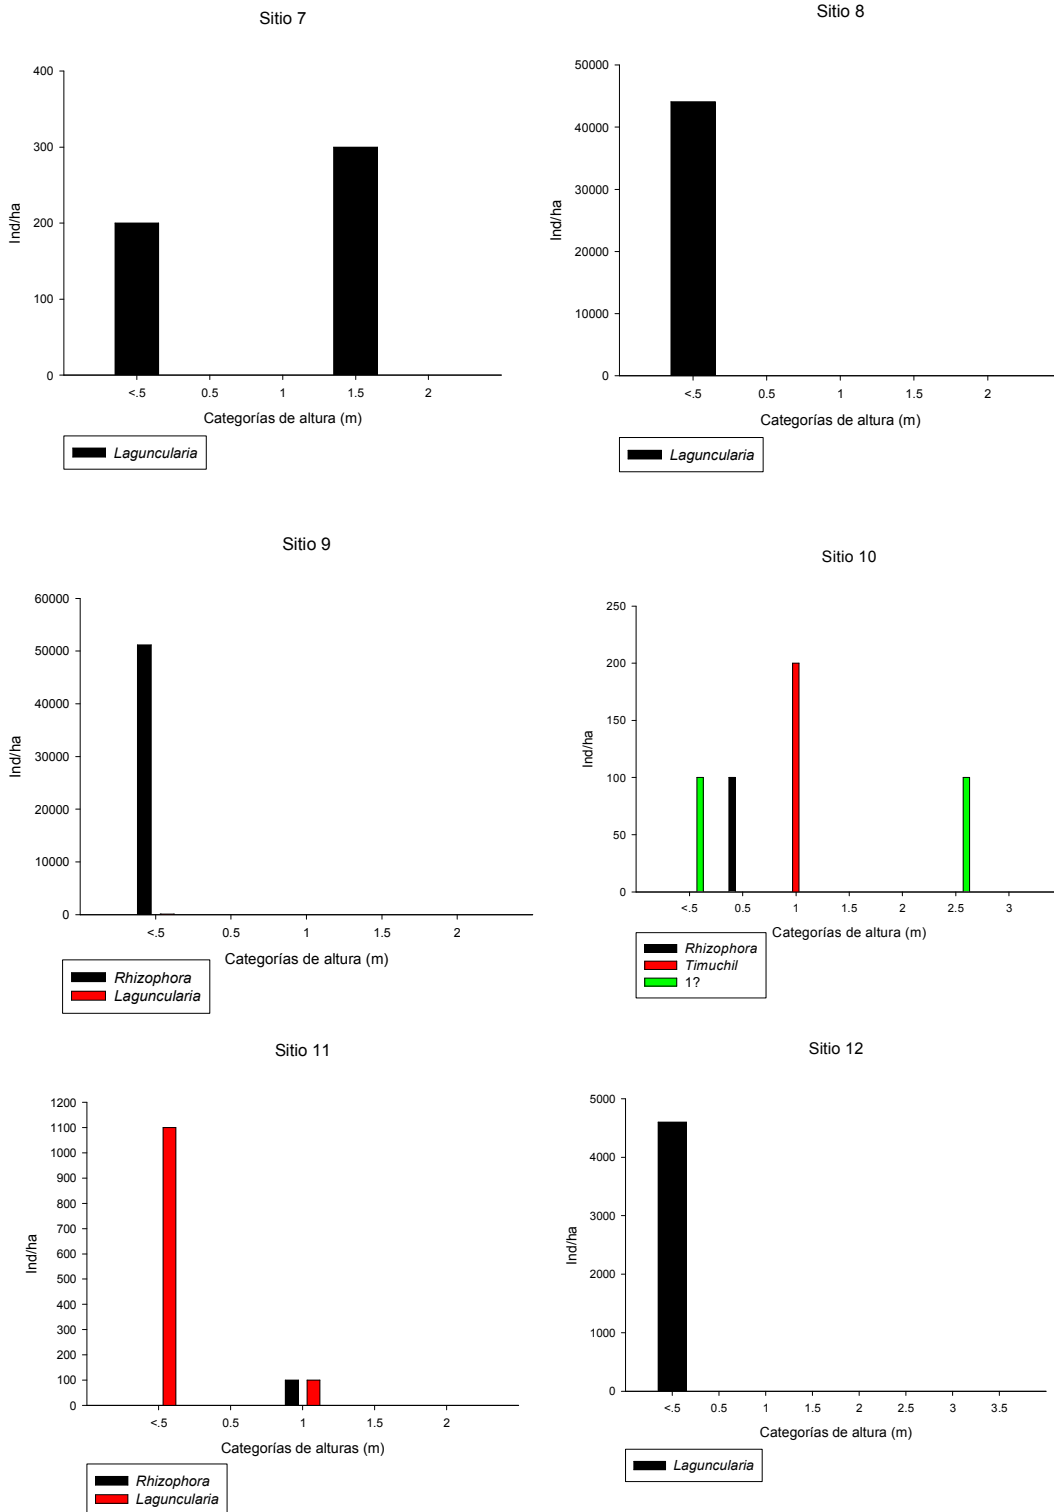 Sitio 7
400
300
200
100
0
Ind/ha
<.5 0.5 1 1.5 2
Categorías de altura (m)
Laguncularia
Sitio 8
50000
40000
30000
20000
10000
0
Ind/ha
<.5 0.5 1 1.5 2
Categorías de altura (m)
Laguncularia
Sitio 9
60000
50000
40000
30000
20000
10000
0
Ind/ha
<.5 0.5 1 1.5 2
Categorías de altura (m)
Rhizophora
Laguncularia
Sitio 10
250
200
150
100
50
0
Ind/ha
<.5 0.5 1 1.5 2 2.5 3
Categorías de altura (m)
Rhizophora
Timuchil
1?
Sitio 11
1200
1100
1000
900
800
700
600
500
400
300
200
100
0
Ind/ha
<.5 0.5 1 1.5 2
Categorías de alturas (m)
Rhizophora
Laguncularia
Sitio 12
5000
4000
3000
2000
1000
0
Ind/ha
<.5 0.5 1 1.5 2 2.5 3 3.5
Categorías de altura (m)
Laguncularia